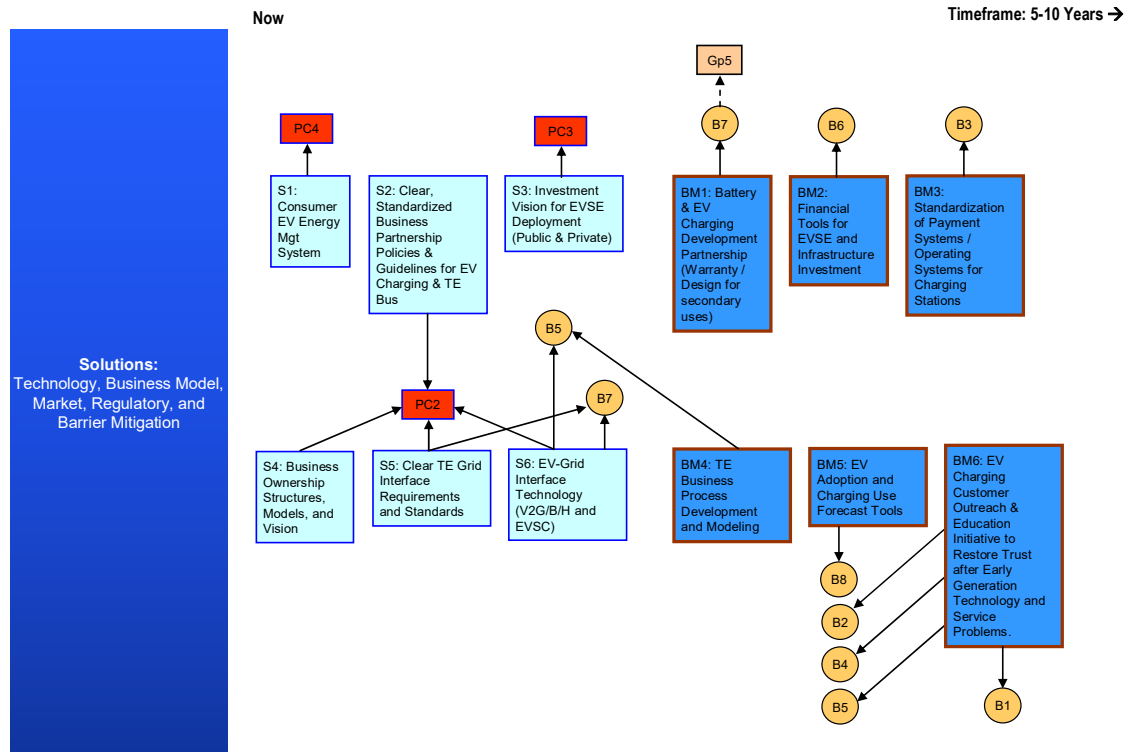 Now
Timeframe: 5-10 Years →
Solutions:
Technology, Business Model,
Market, Regulatory, and
Barrier Mitigation
Gp5
PC4
PC3
B7
B6
B3
S1:
Consumer
EV Energy
Mgt
System
S2: Clear,
Standardized
Business
Partnership
Policies &
Guidelines for EV
Charging & TE
Bus
S3: Investment
Vision for EVSE
Deployment
(Public & Private)
BM1: Battery
& EV
Charging
Development
Partnership
(Warranty /
Design for
secondary
uses)
BM2:
Financial
Tools for
EVSE and
Infrastructure
Investment
BM3:
Standardization
of Payment
Systems /
Operating
Systems for
Charging
Stations
B5
PC2
B7
S4: Business
Ownership
Structures,
Models, and
Vision
S5: Clear TE Grid
Interface
Requirements
and Standards
S6: EV-Grid
Interface
Technology
(V2G/B/H and
EVSC)
BM4: TE
Business
Process
Development
and Modeling
BM5: EV
Adoption and
Charging Use
Forecast Tools
BM6: EV
Charging
Customer
Outreach &
Education
Initiative to
Restore Trust
after Early
Generation
Technology and
Service
Problems.
B8
B2
B4
B5
B1